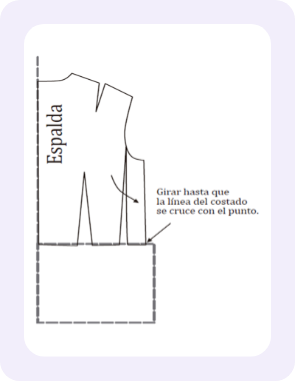 Espalda
Girar hasta que
la línea del costado
se cruce con el punto.